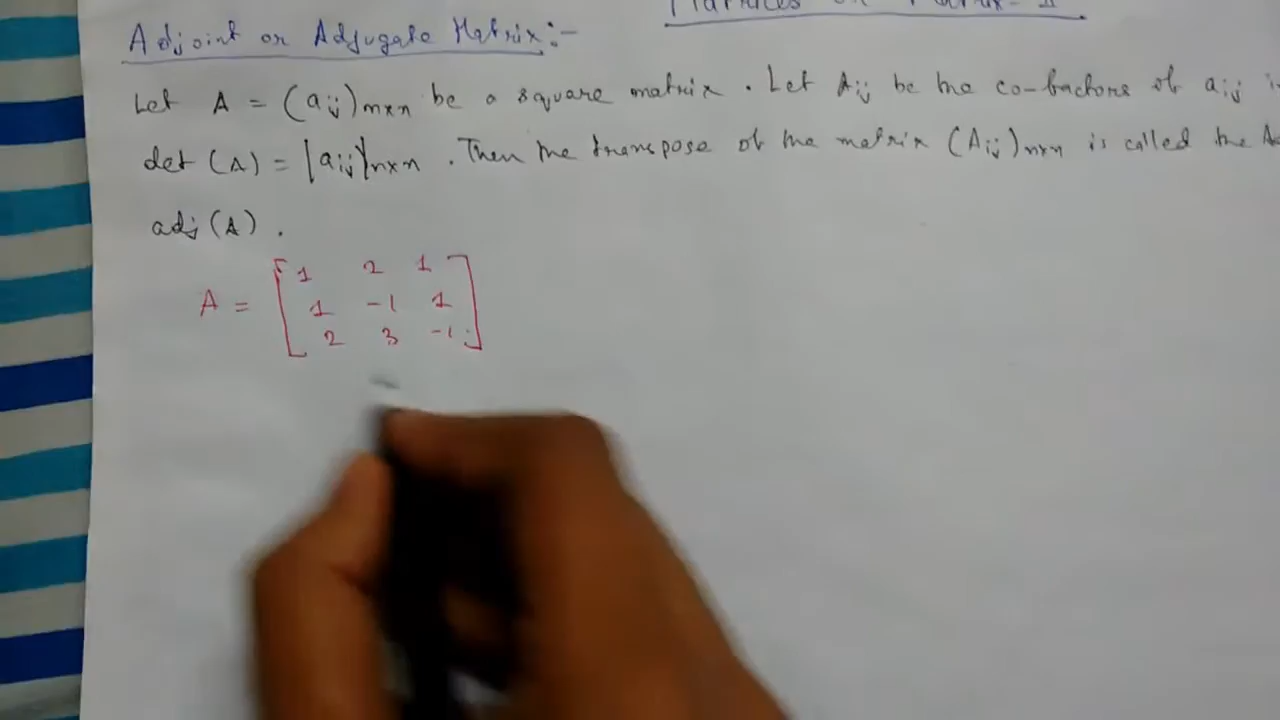 Adjoint or Adjugate Matrix:-
Let A = (aij)n×n be a square matrix. Let Aij be the co-factors of aij
det (A) = |aij|n×n. Then the transpose of the matrix (Aij)n×n is called the
adj(A).
A = [1 2 1
1 -1 1
2 3 -1]